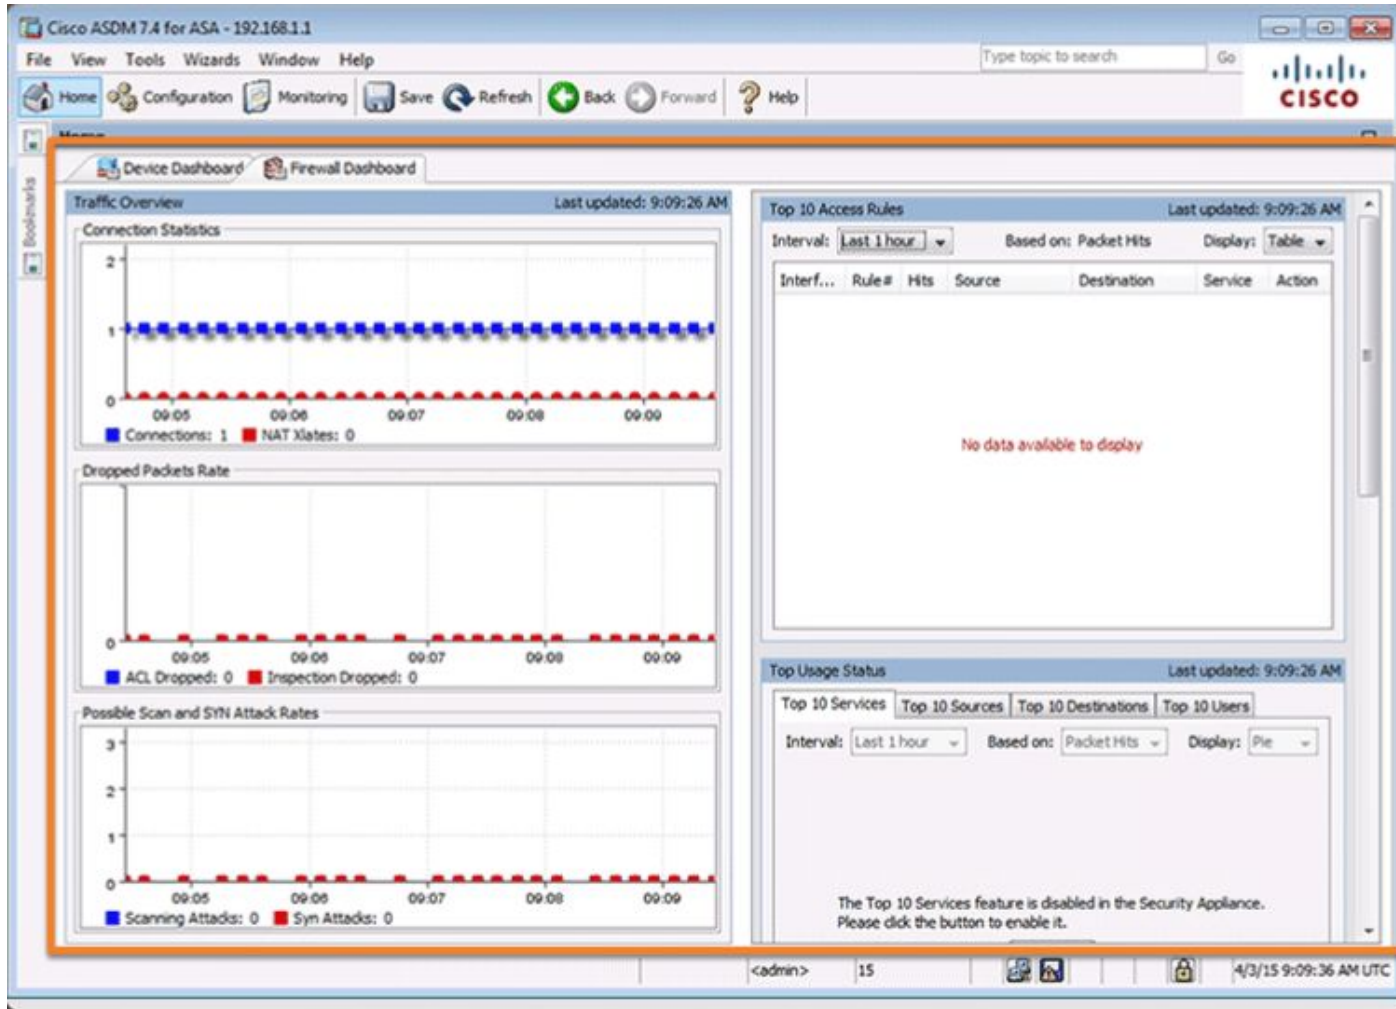 Cisco ASDM 7.4 for ASA - 192.168.1.1
File View Tools Wizards Window Help
Type topic to search Go
Home Configuration Monitoring Save Refresh Back Forward Help
CISCO
Home
Bookmarks
Device Dashboard Firewall Dashboard
Traffic Overview Last updated: 9:09:26 AM
Connection Statistics
2
1
0
09:05 09:06 09:07 09:08 09:09
Connections: 1 NAT Xlates: 0
Dropped Packets Rate
0
09:05 09:06 09:07 09:08 09:09
ACL Dropped: 0 Inspection Dropped: 0
Possible Scan and SYN Attack Rates
3
2
1
0
09:05 09:06 09:07 09:08 09:09
Scanning Attacks: 0 Syn Attacks: 0
Top 10 Access Rules Last updated: 9:09:26 AM
Interval: Last 1 hour Based on: Packet Hits Display: Table
Interf... Rule# Hits Source Destination Service Action
No data available to display
Top Usage Status Last updated: 9:09:26 AM
Top 10 Services Top 10 Sources Top 10 Destinations Top 10 Users
Interval: Last 1 hour Based on: Packet Hits Display: Pie
The Top 10 Services feature is disabled in the Security Appliance.
Please click the button to enable it.
<admin> 15 4/3/15 9:09:36 AM UTC